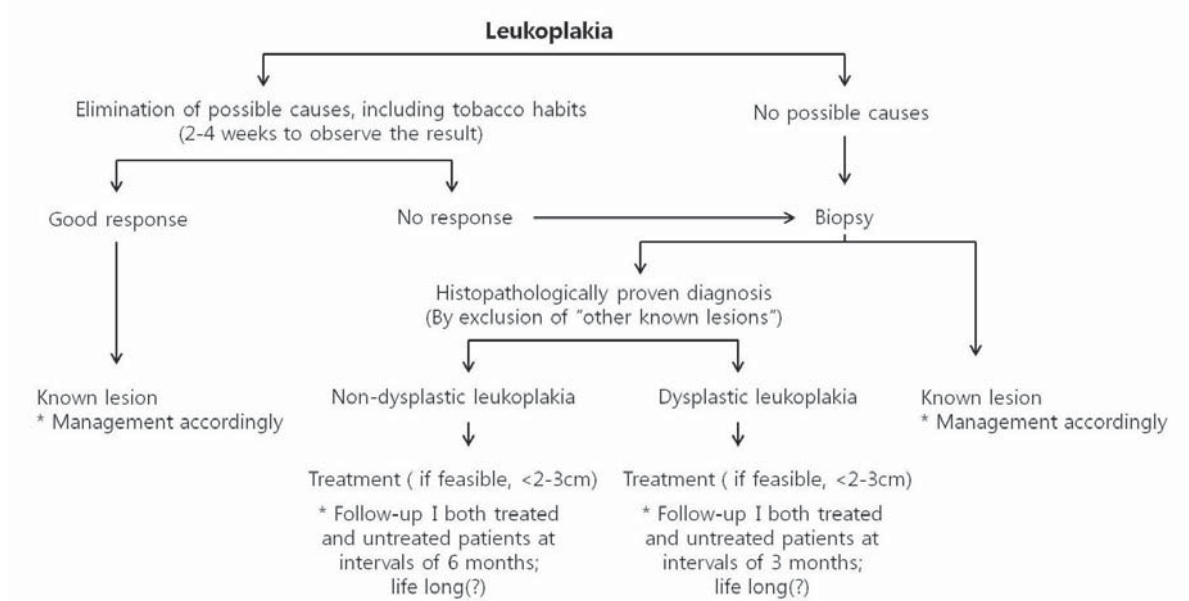 Leukoplakia
Elimination of possible causes, including tobacco habits
(2-4 weeks to observe the result)
No possible causes
Good response
No response
Biopsy
Histopathologically proven diagnosis
(By exclusion of "other known lesions")
Known lesion
* Management accordingly
Non-dysplastic leukoplakia
Dysplastic leukoplakia
Known lesion
* Management accordingly
Treatment ( if feasible, <2-3cm)
* Follow-up I both treated
and untreated patients at
intervals of 6 months;
life long(?)
Treatment ( if feasible, <2-3cm)
* Follow-up I both treated
and untreated patients at
intervals of 3 months;
life long(?)